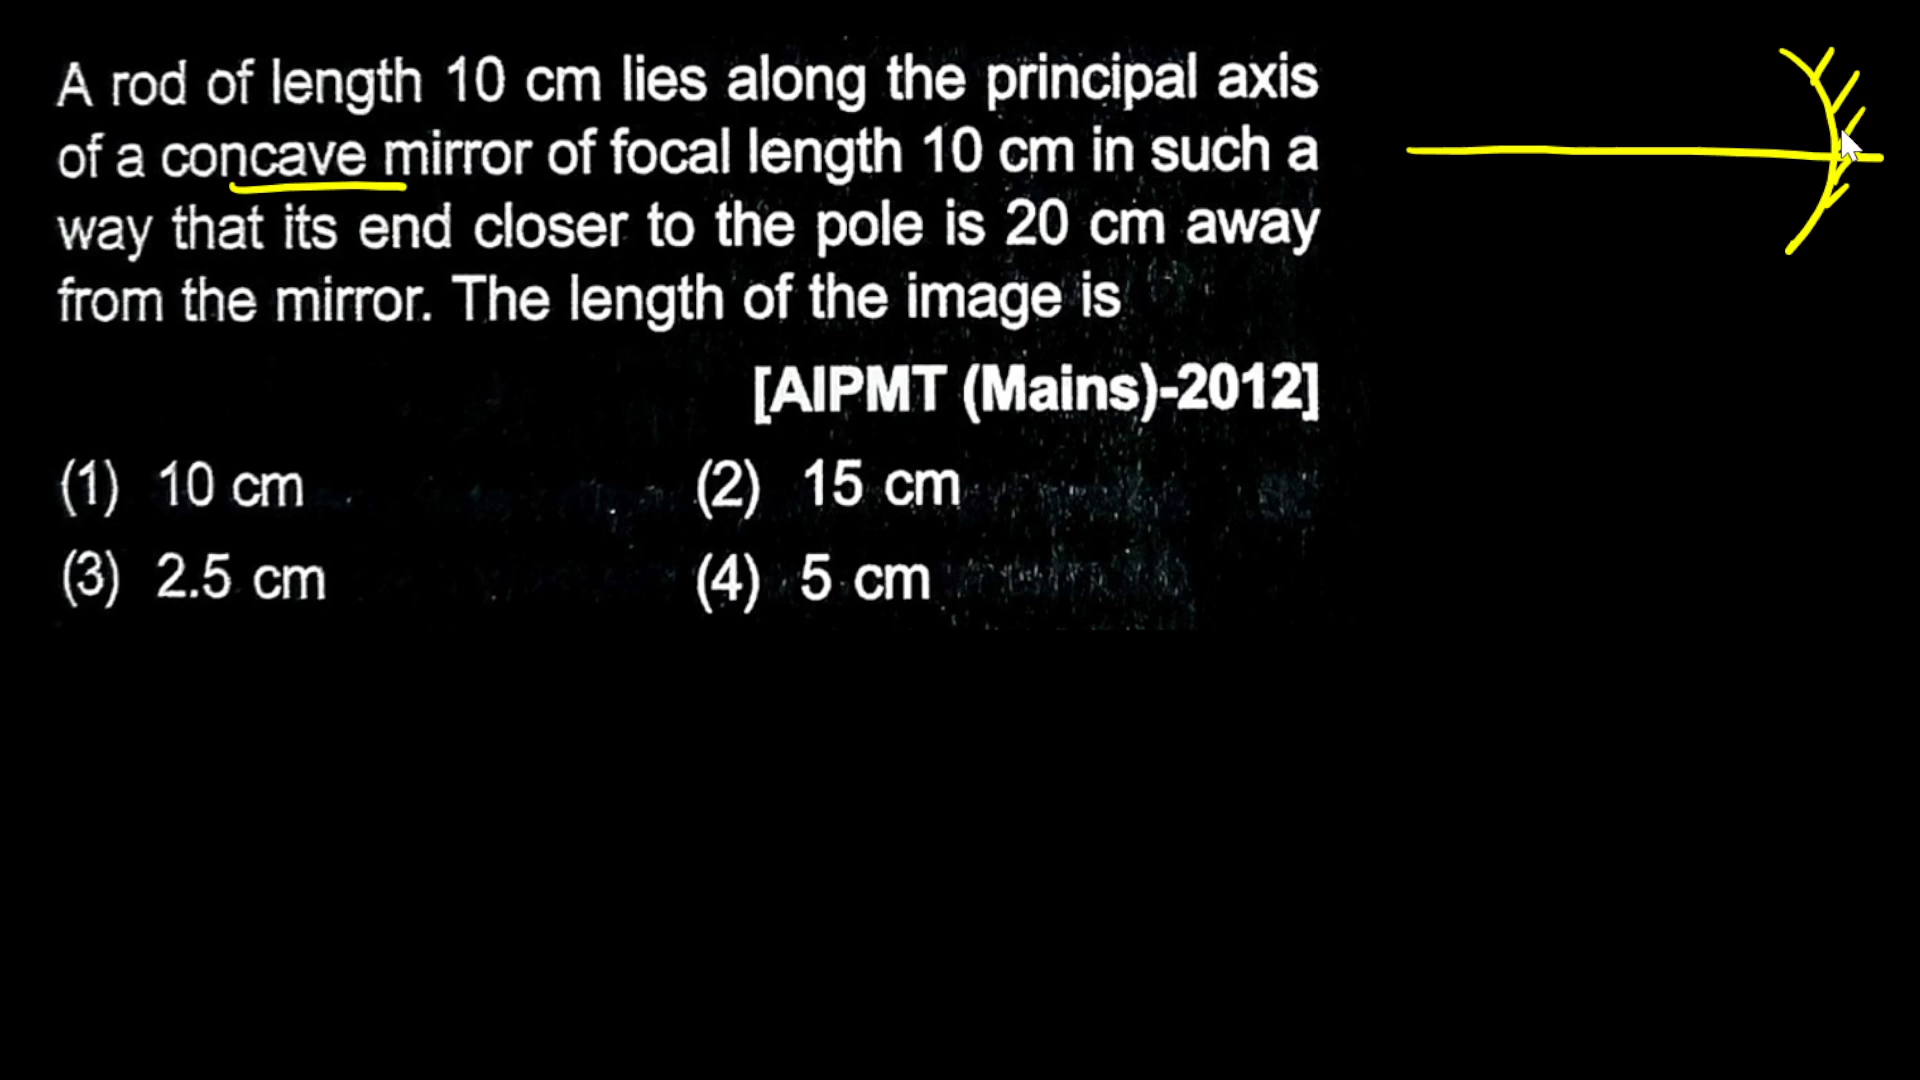 A rod of length 10 cm lies along the principal axis
of a concave mirror of focal length 10 cm in such a
way that its end closer to the pole is 20 cm away
from the mirror. The length of the image is
[AIPMT (Mains)-2012]
(1) 10 cm (2) 15 cm
(3) 2.5 cm (4) 5 cm